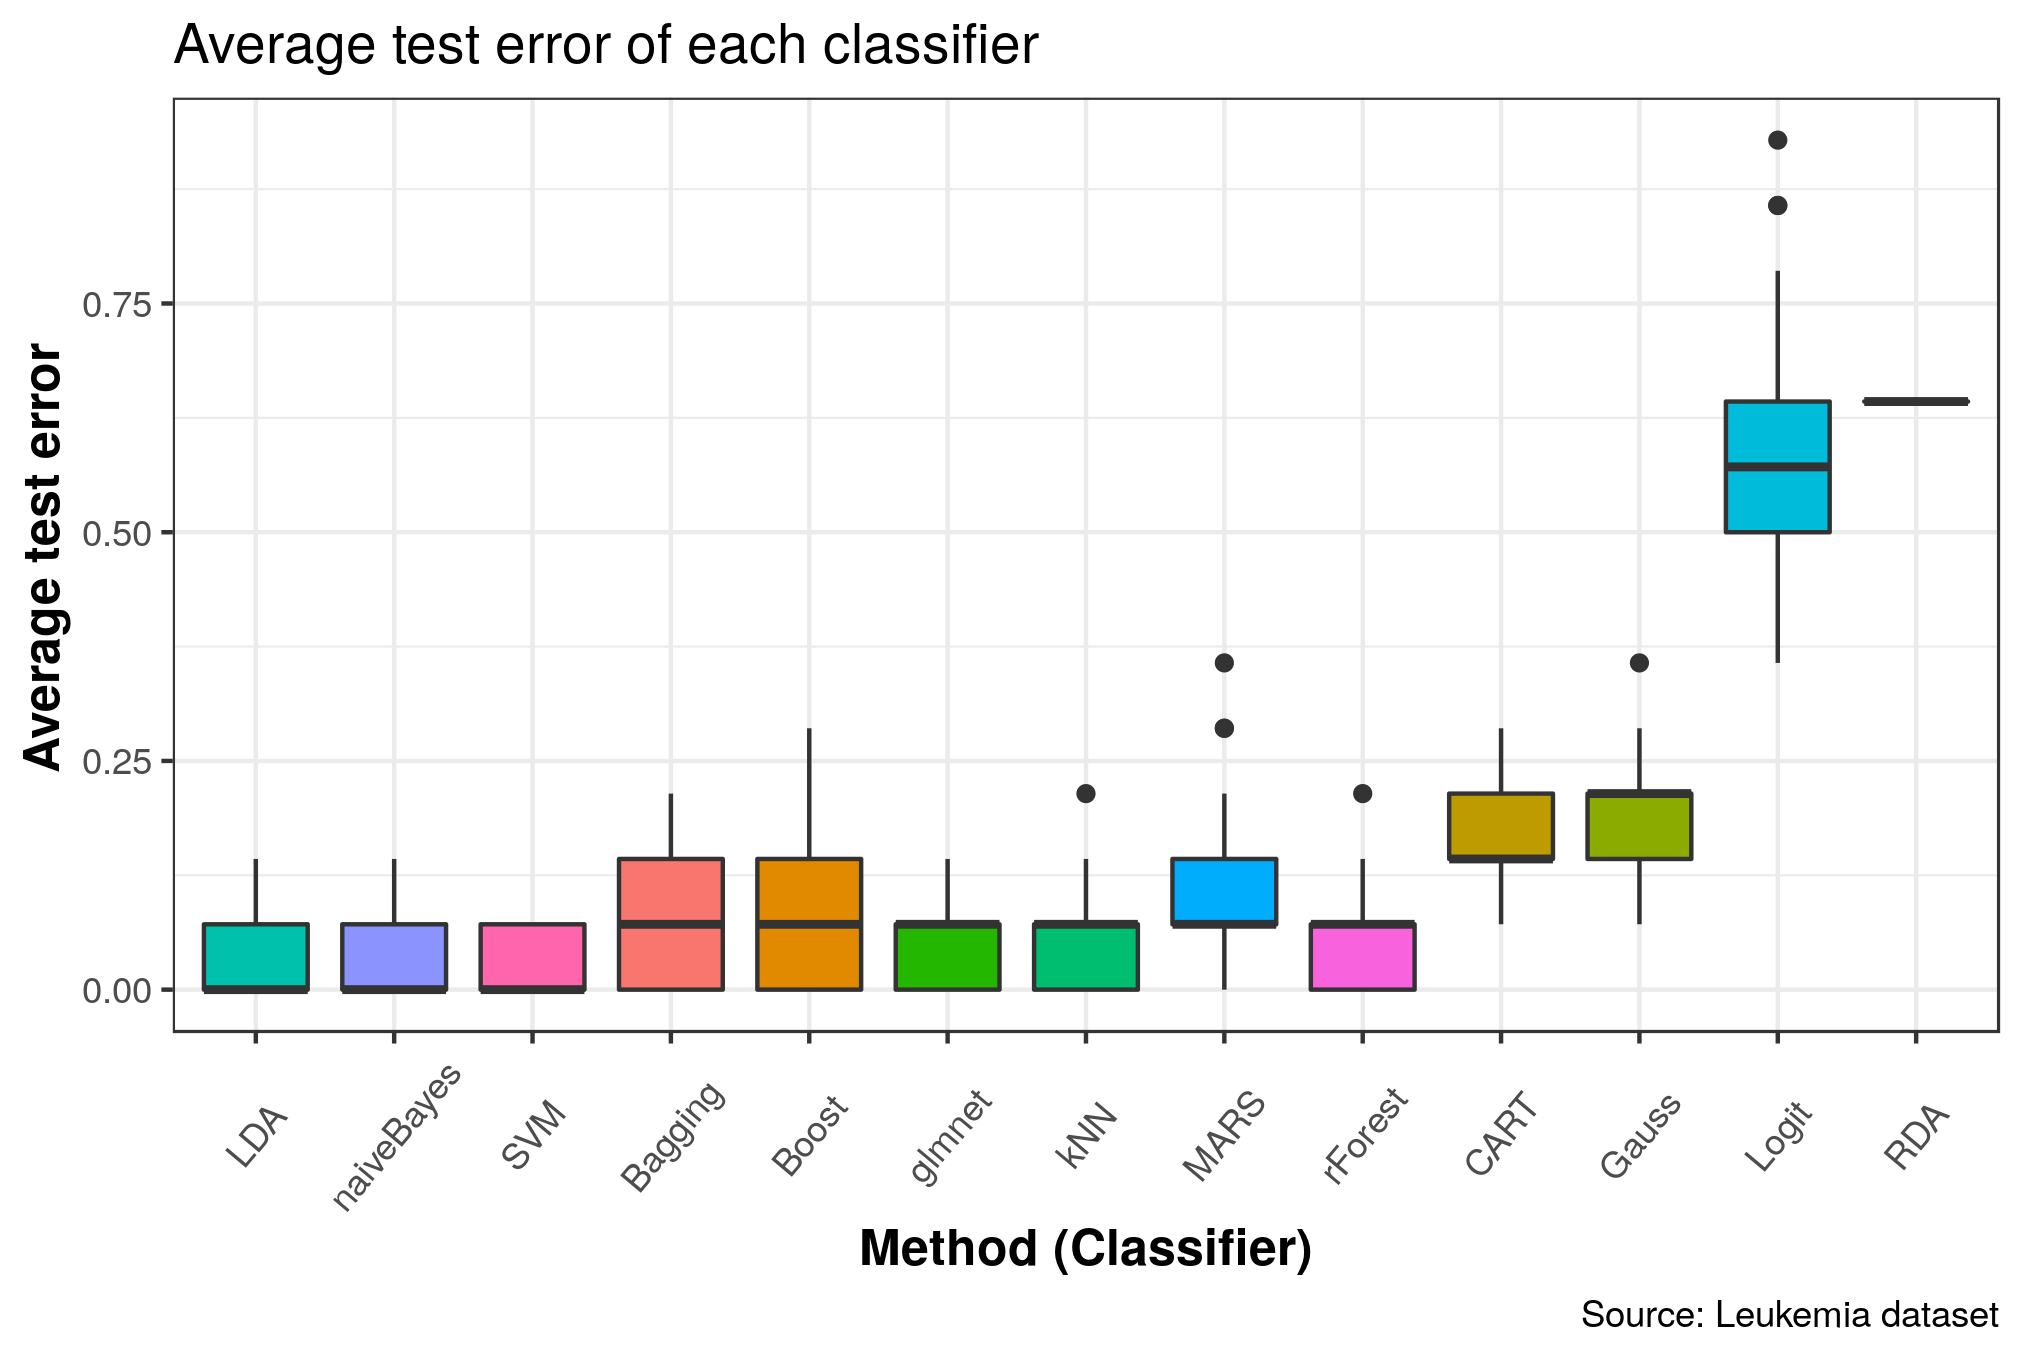 Average test error of each classifier
Average test error
0.75
0.50
0.25
0.00
LDA
naiveBayes
SVM
Bagging
Boost
glmnet
kNN
MARS
rForest
CART
Gauss
Logit
RDA
Method (Classifier)
Source: Leukemia dataset